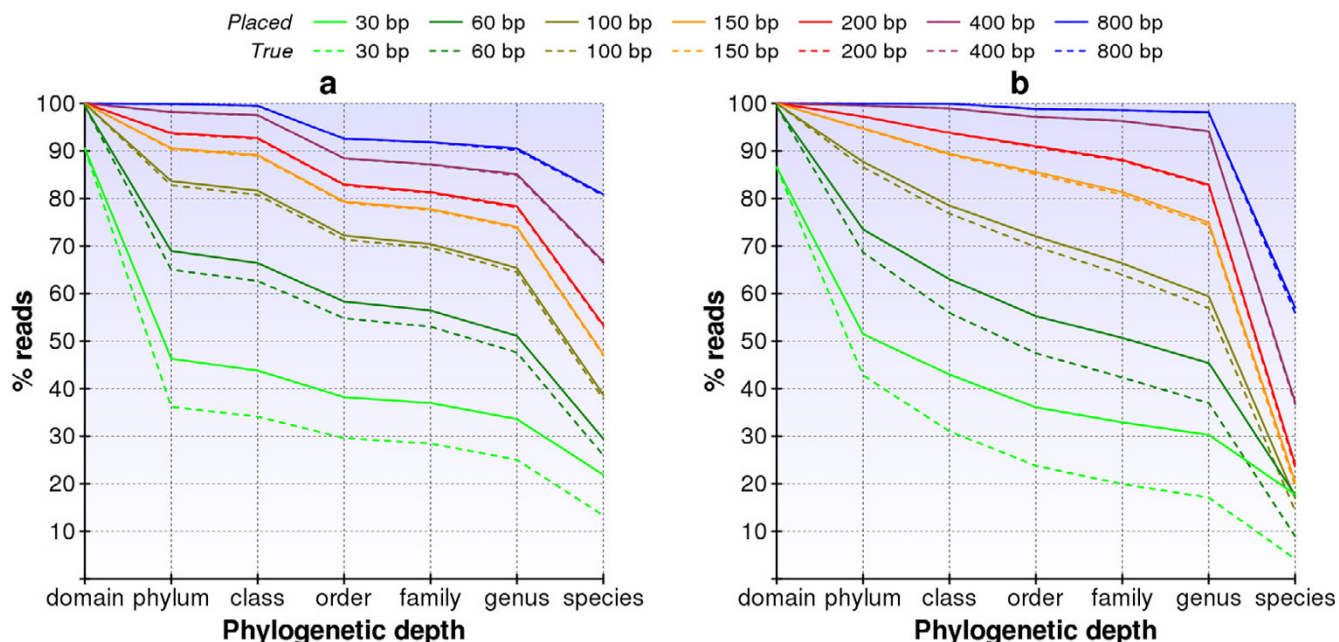 Placed 30 bp 60 bp 100 bp 150 bp 200 bp 400 bp 800 bp
True 30 bp 60 bp 100 bp 150 bp 200 bp 400 bp 800 bp
a
100
90
80
70
60
50
40
30
20
10
% reads
domain phylum class order family genus species
Phylogenetic depth
b
100
90
80
70
60
50
40
30
20
10
% reads
domain phylum class order family genus species
Phylogenetic depth